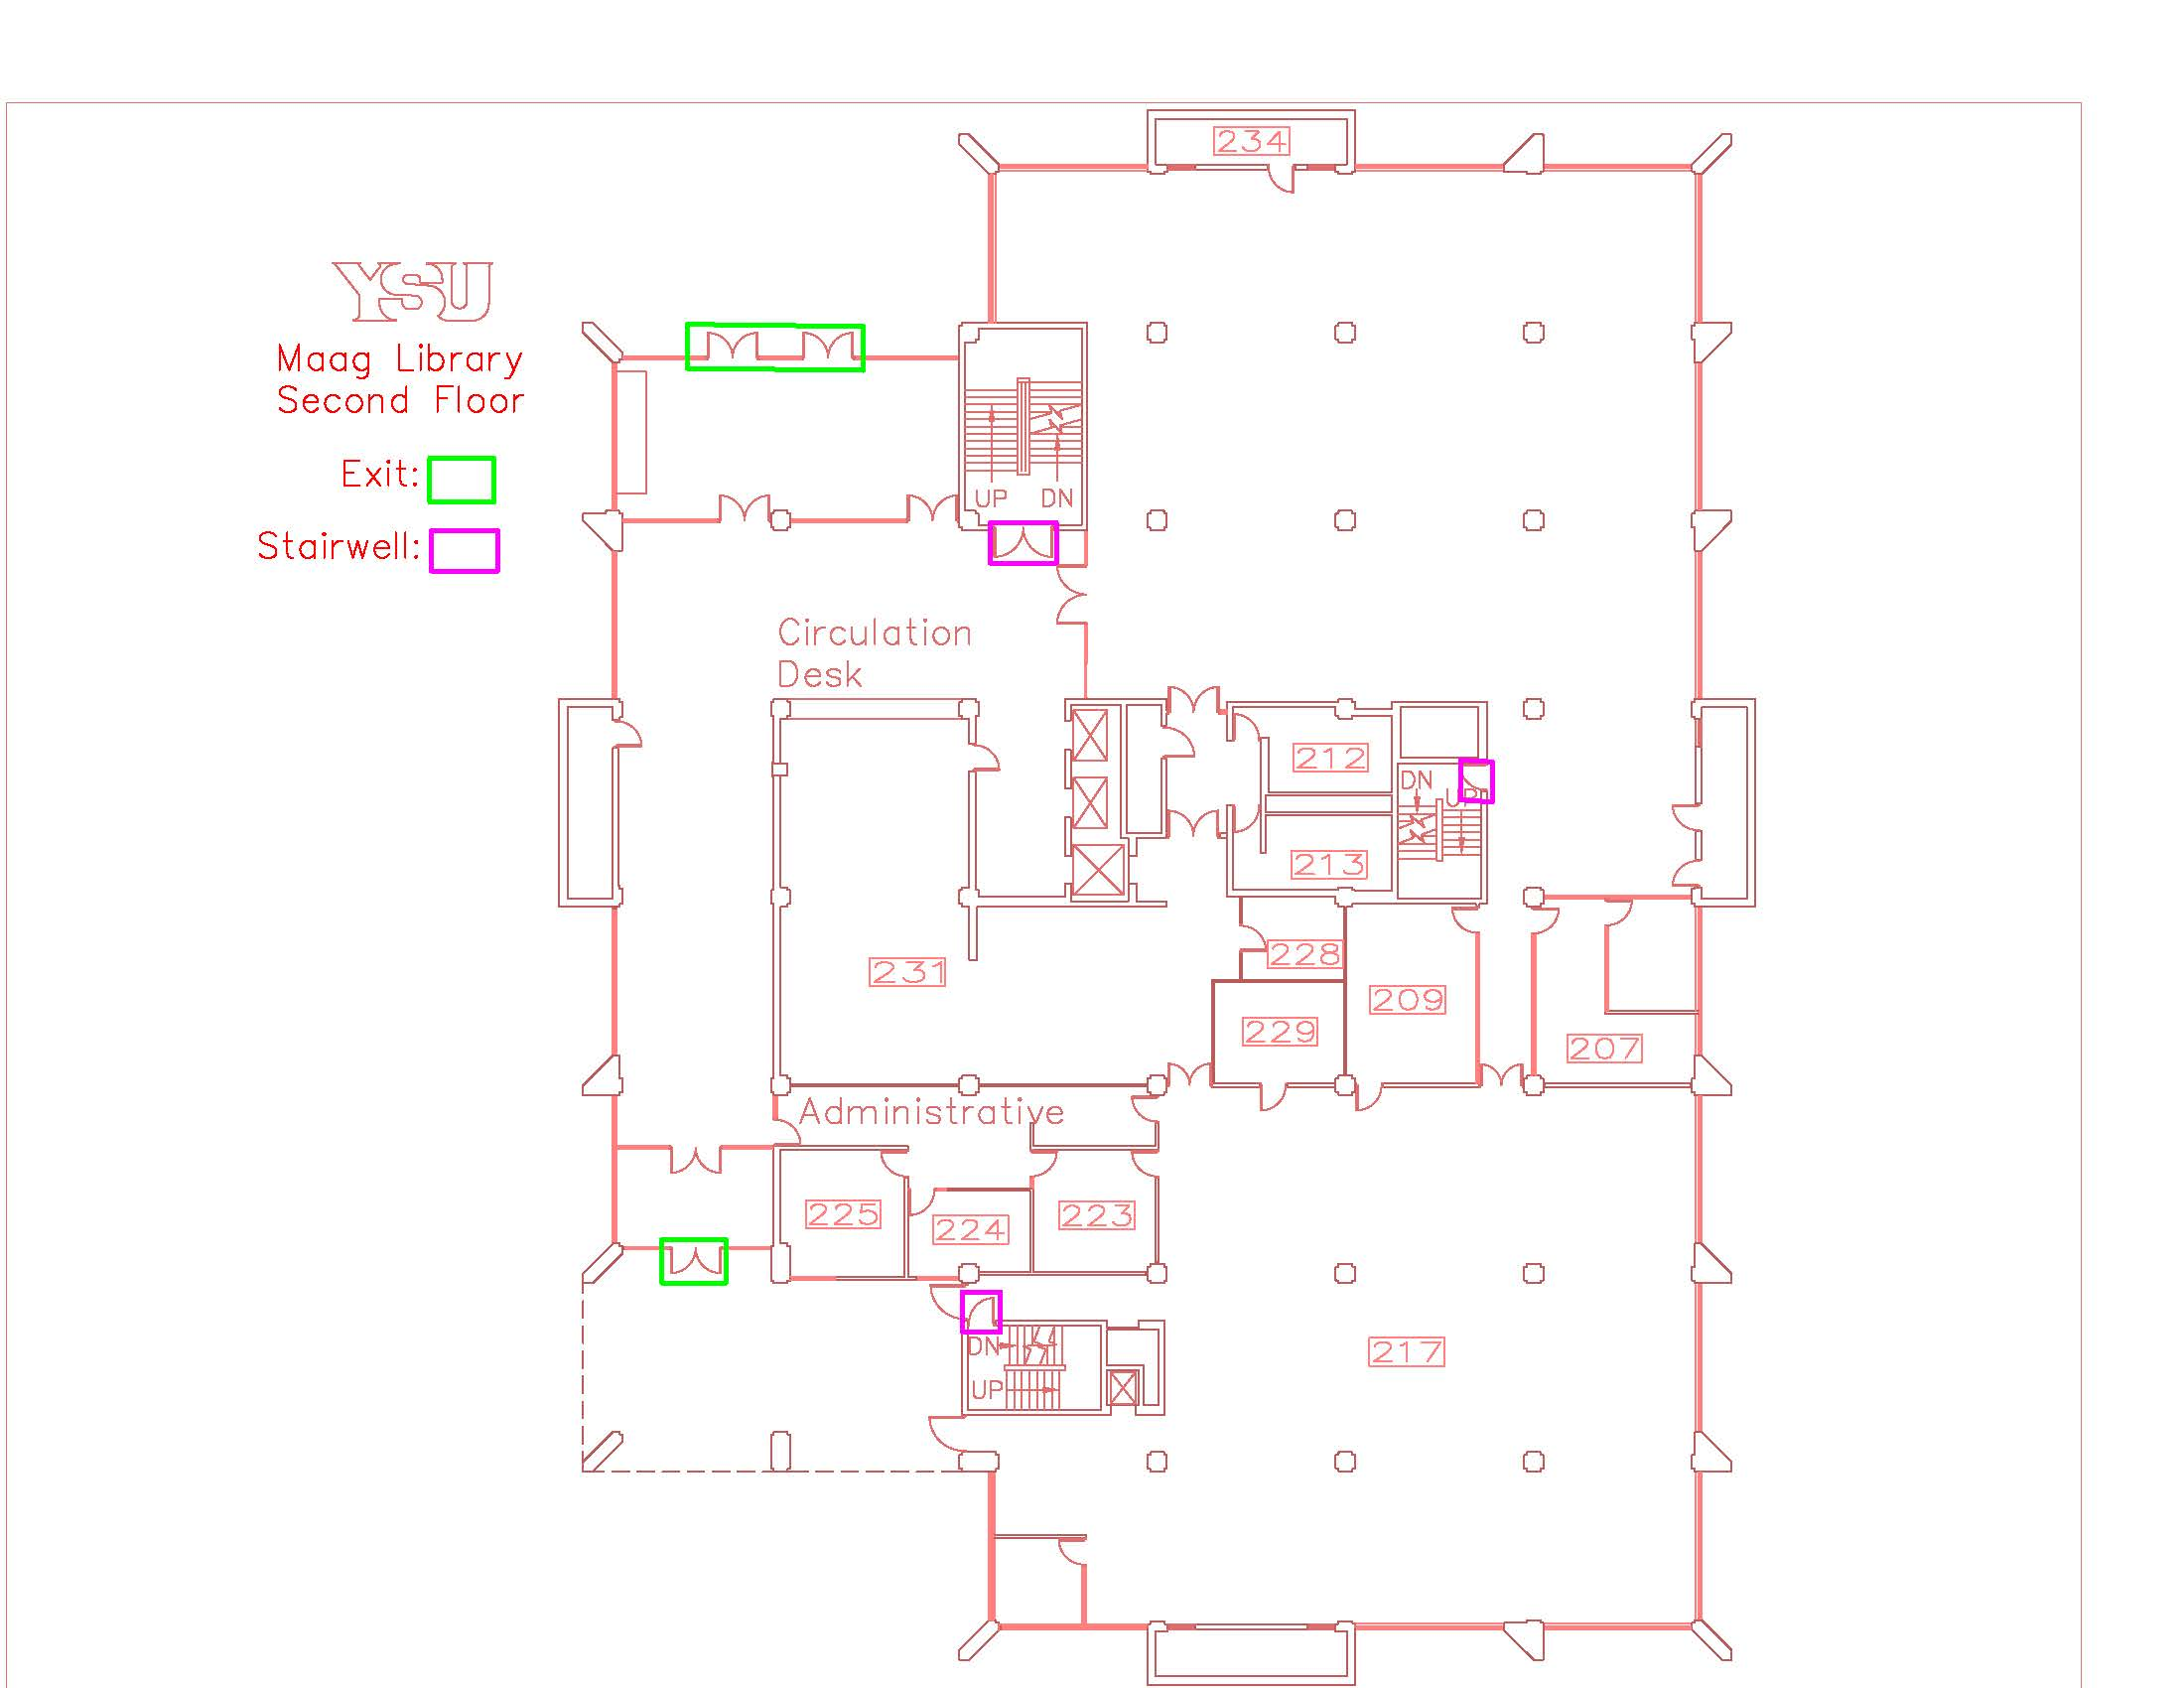 234
YSU
Maag Library
Second Floor
Exit:
Stairwell:
UP DN
Circulation
Desk
212
DN
UP
213
228
231
209
229
207
Administrative
225
224
223
DN
UP
217